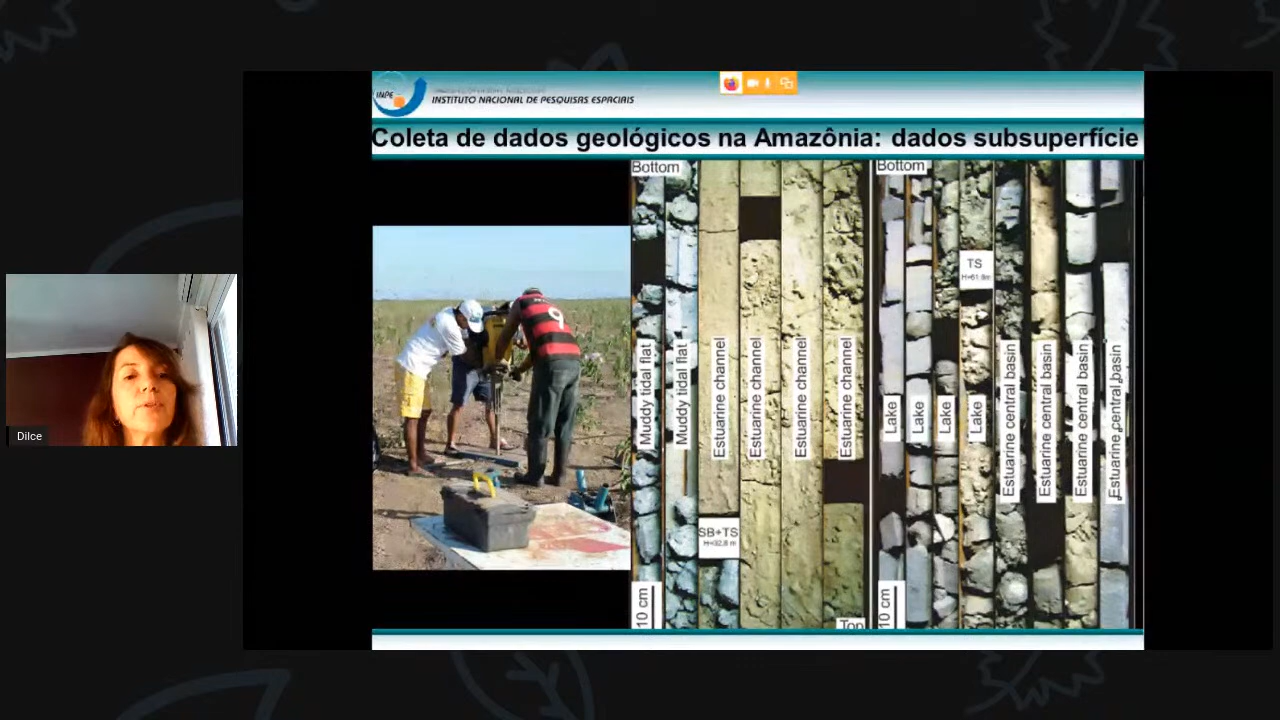 INPE
INSTITUTO NACIONAL DE PESQUISAS ESPACIAIS
Coleta de dados geológicos na Amazônia: dados subsuperfície
Dilce
9
Bottom
Muddy tidal flat
Muddy tidal flat
Estuarine channel
Estuarine channel
Estuarine channel
Estuarine channel
SB+TS
H=32,8 m
10 cm
Top
Bottom
Lake
Lake
Lake
Lake
TS
H=61,8m
Estuarine central basin
Estuarine central basin
Estuarine central basin
Estuarine central basin
10 cm